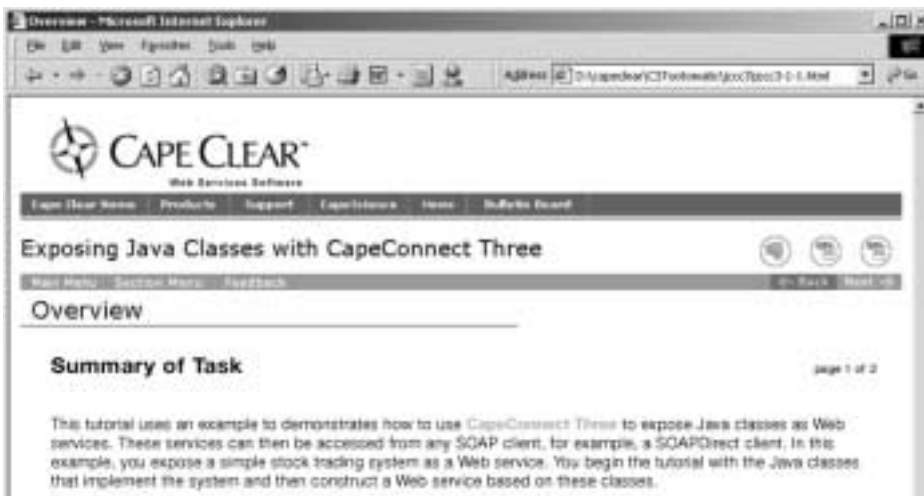 Overview - Microsoft Internet Explorer
File Edit View Favorites Tools Help
Address
CAPE CLEAR™
Web Services Software
Cape Clear Home Products Support CapeScience News Bulletin Board
Exposing Java Classes with CapeConnect Three
Main Menu Section Menu Feedback Back Next
Overview
Summary of Task
page 1 of 2
This tutorial uses an example to demonstrates how to use CapeConnect Three to expose Java classes as Web
services. These services can then be accessed from any SOAP client, for example, a SOAPDirect client. In this
example, you expose a simple stock trading system as a Web service. You begin the tutorial with the Java classes
that implement the system and then construct a Web service based on these classes.